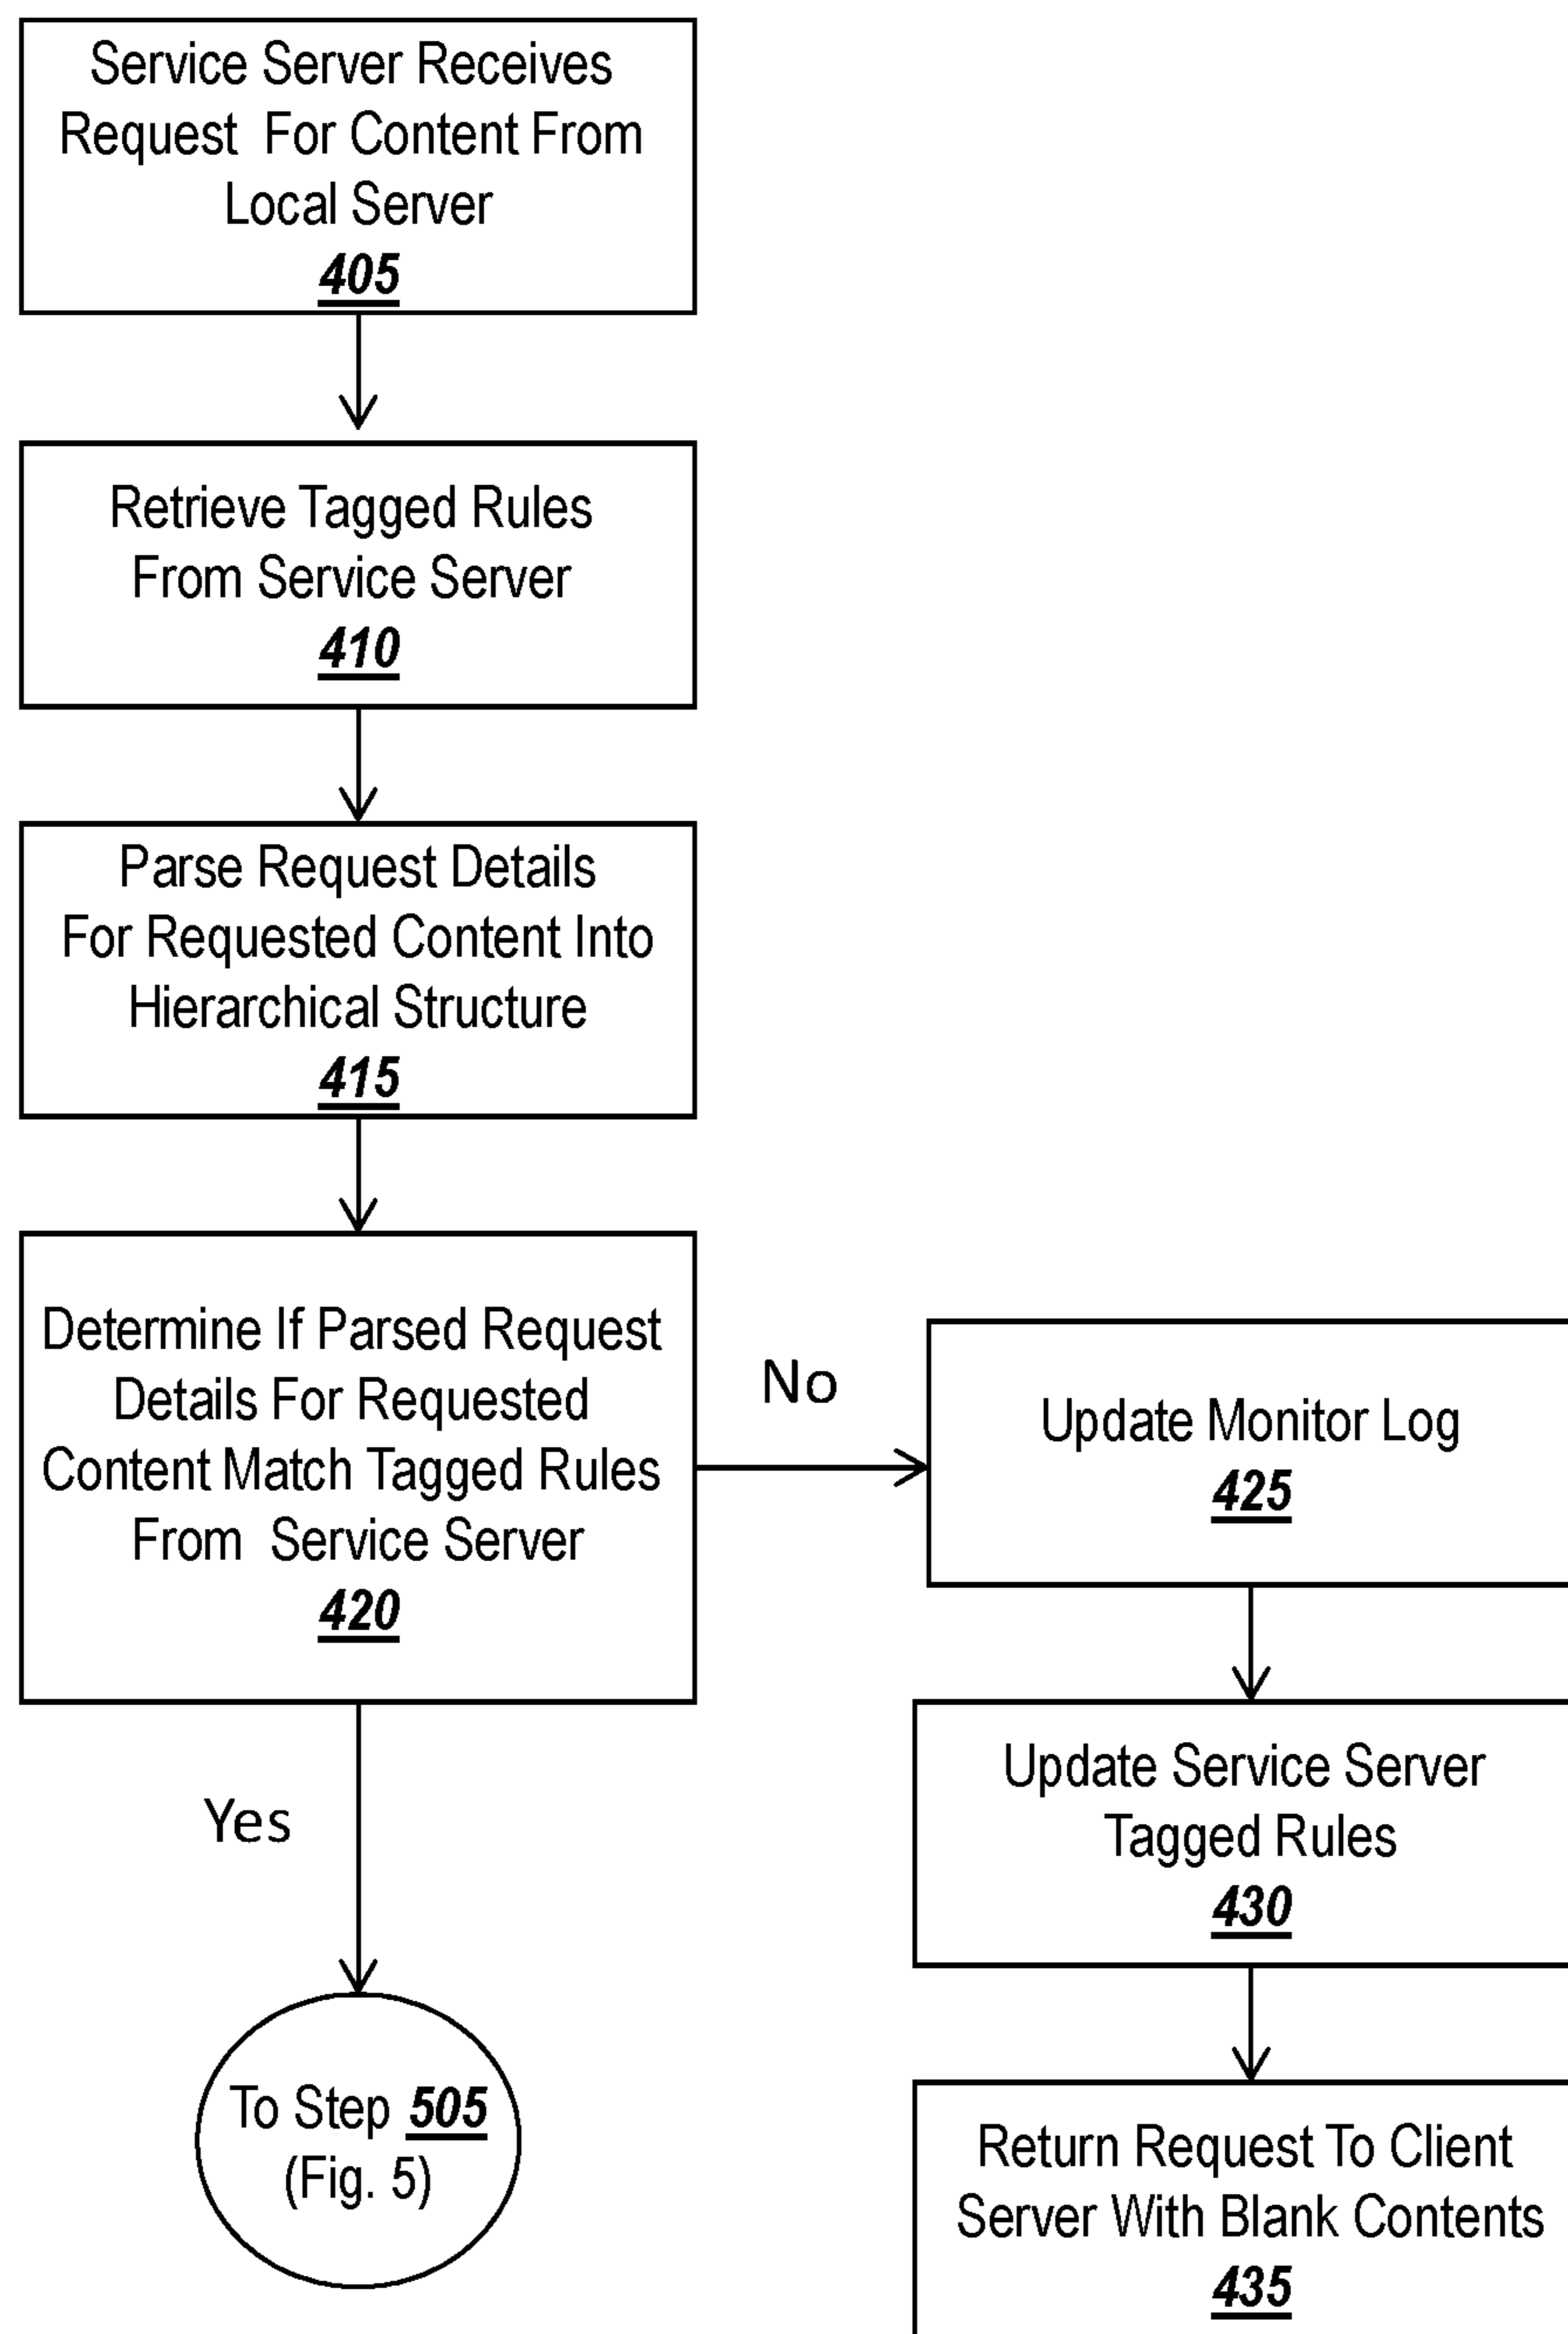 Service Server Receives
Request For Content From
Local Server
405
Retrieve Tagged Rules
From Service Server
410
Parse Request Details
For Requested Content Into
Hierarchical Structure
415
Determine If Parsed Request
Details For Requested
Content Match Tagged Rules
From Service Server
420
No
Update Monitor Log
425
Update Service Server
Tagged Rules
430
Return Request To Client
Server With Blank Contents
435
Yes
To Step 505
(Fig. 5)